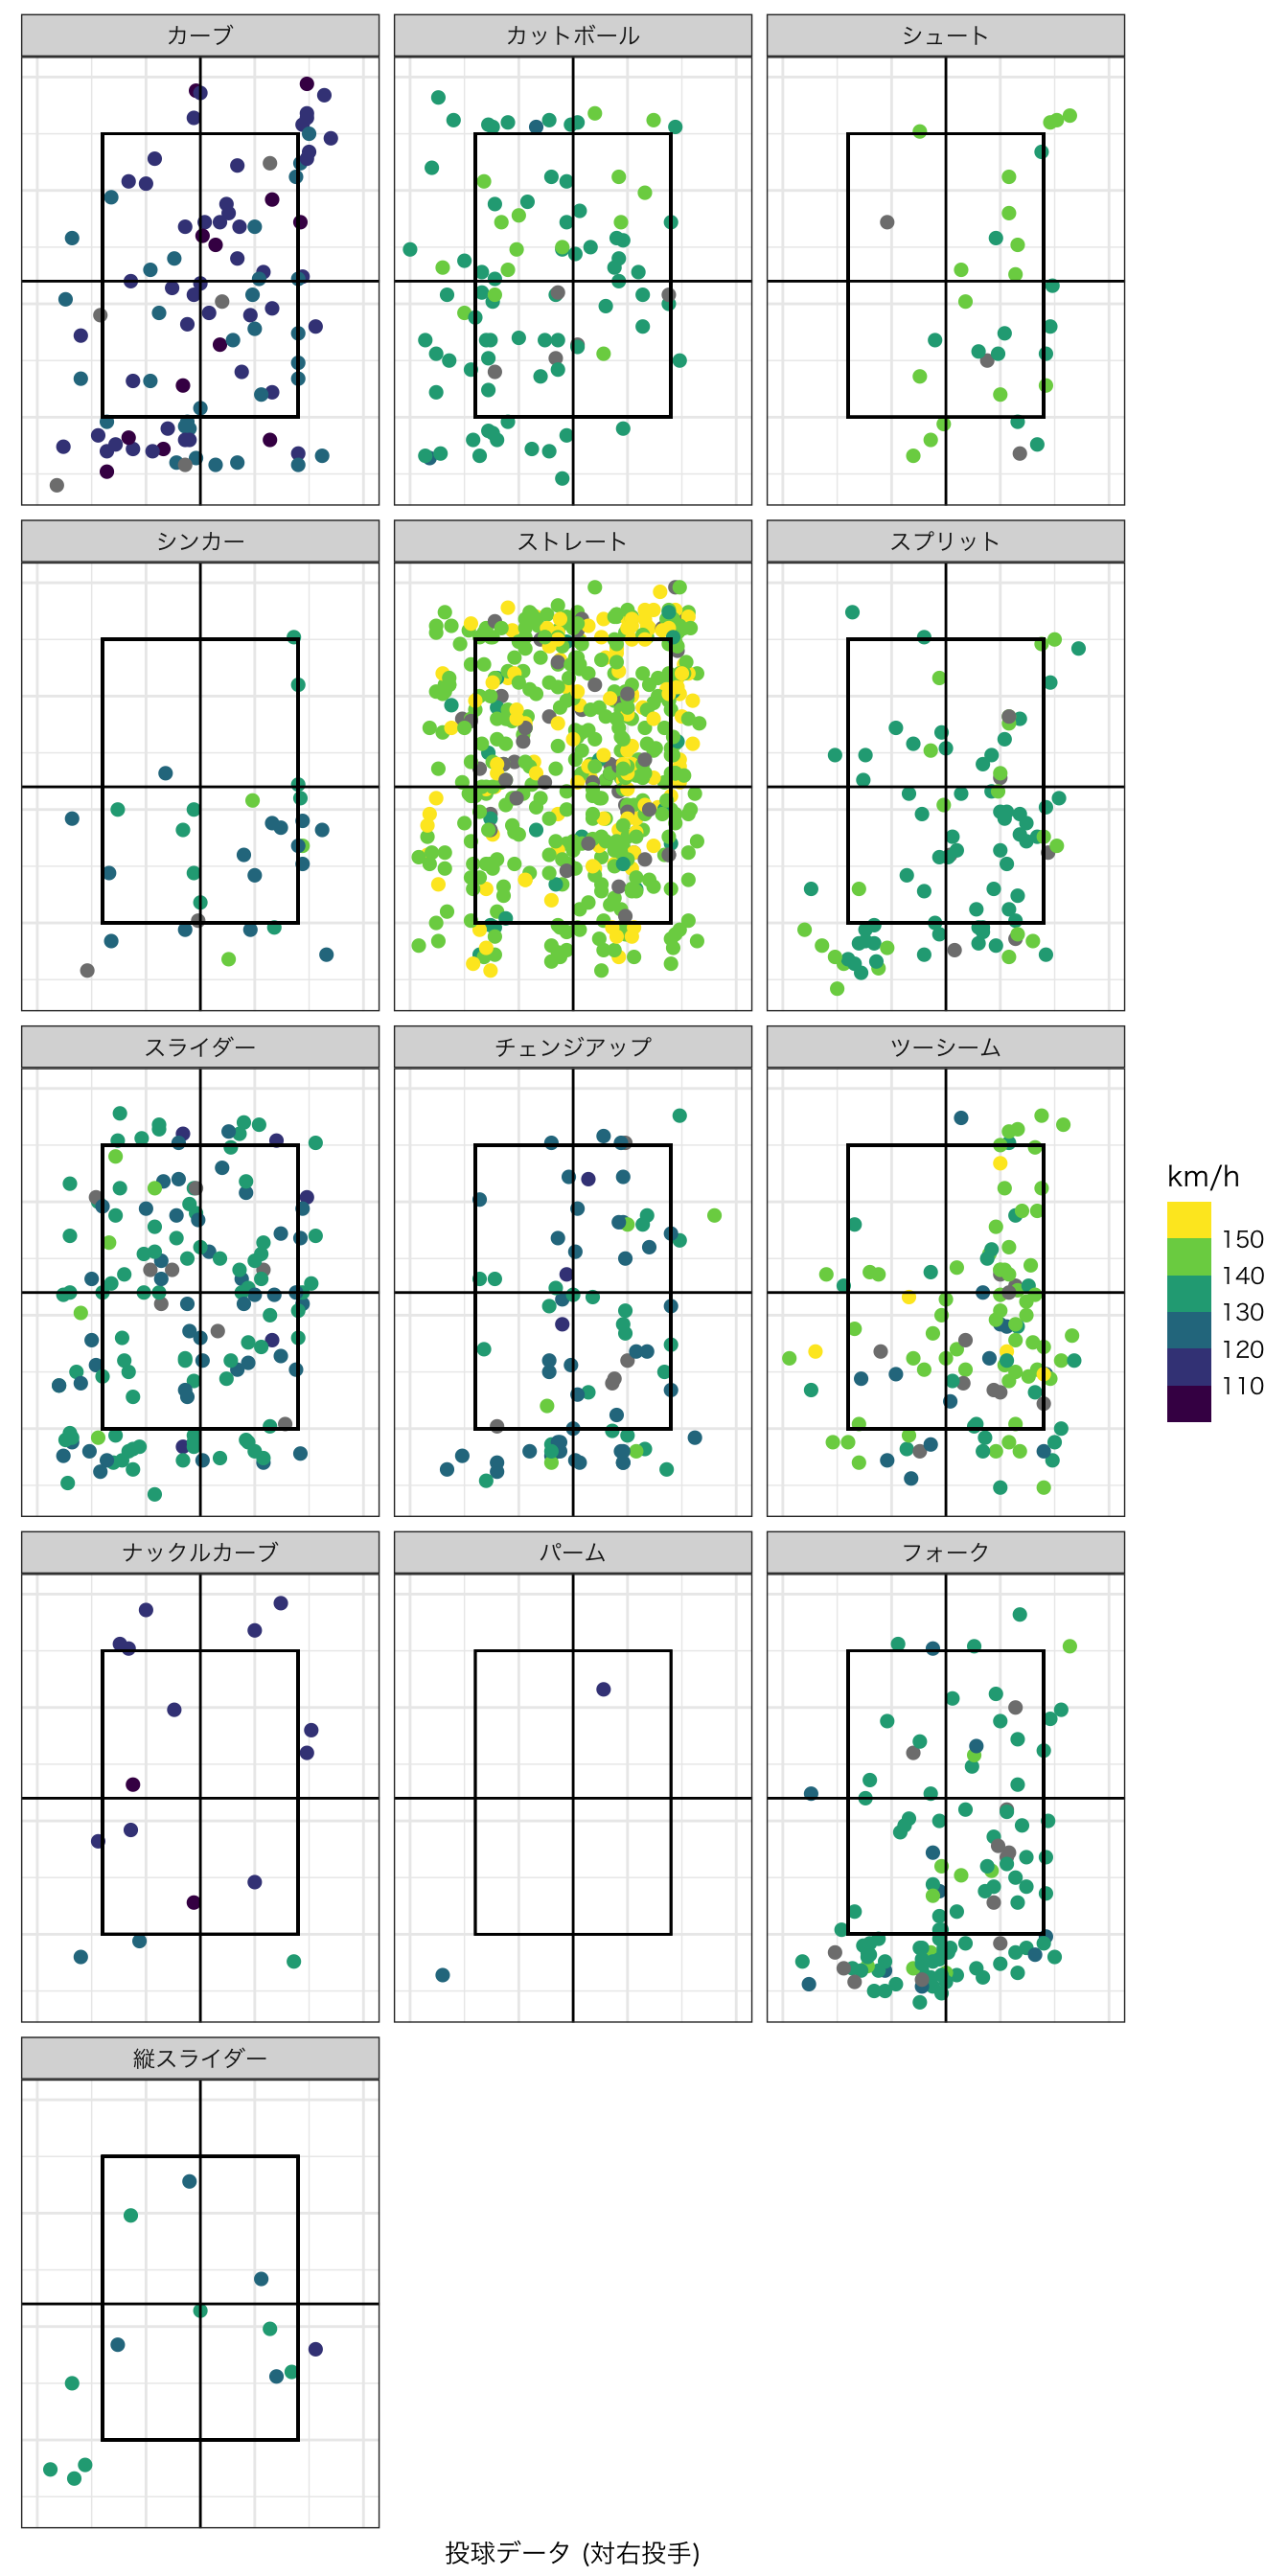 カーブ
カットボール
シュート
シンカー
ストレート
スプリット
スライダー
チェンジアップ
ツーシーム
km/h
150
140
130
120
110
ナックルカーブ
パーム
フォーク
縦スライダー
投球データ (対右投手)